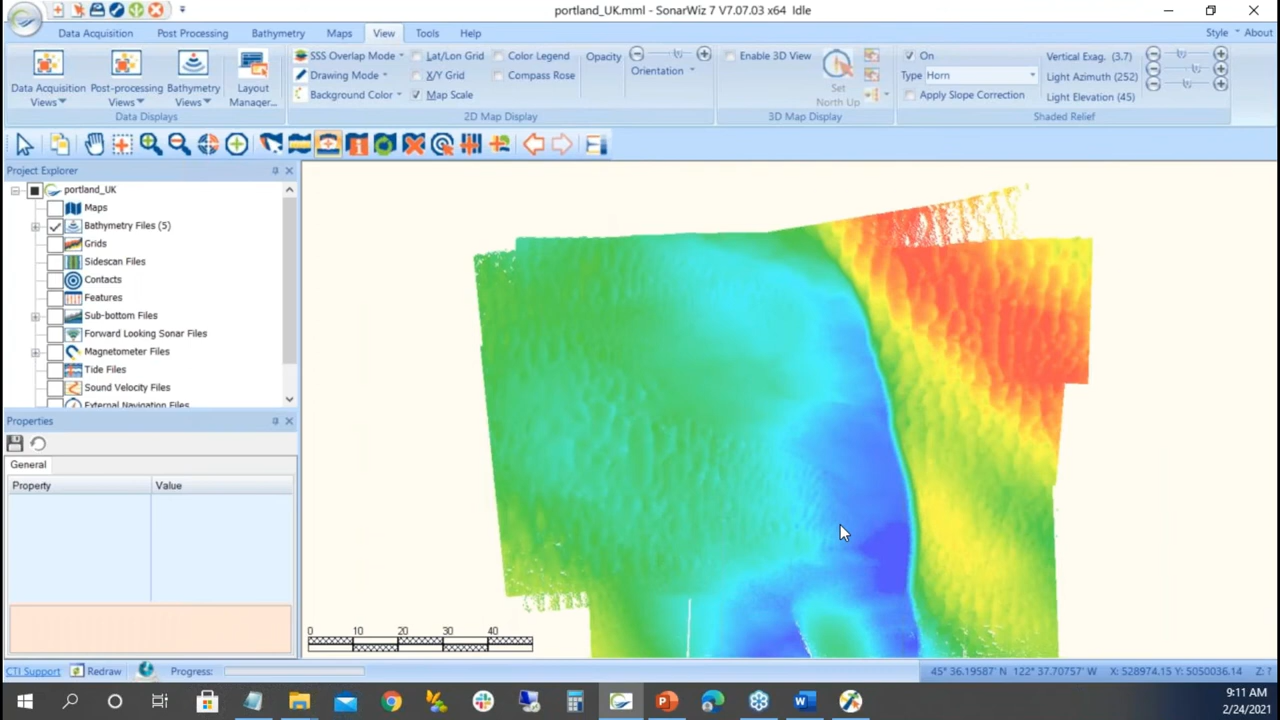 portland_UK.mml - SonarWiz 7 V7.07.03 x64 Idle
Data Acquisition Post Processing Bathymetry Maps View Tools Help Style About
SSS Overlap Mode Lat/Lon Grid Color Legend Opacity Enable 3D View On Vertical Exag. (3.7)
Drawing Mode X/Y Grid Compass Rose Orientation Type Horn Light Azimuth (252)
Data Acquisition Views Post-processing Views Bathymetry Views Layout Manager... Background Color Map Scale Set North Up Apply Slope Correction Light Elevation (45)
Data Displays 2D Map Display 3D Map Display Shaded Relief
Project Explorer
portland_UK
Maps
Bathymetry Files (5)
Grids
Sidescan Files
Contacts
Features
Sub-bottom Files
Forward Looking Sonar Files
Magnetometer Files
Tide Files
Sound Velocity Files
External Navigation Files
Properties
General
Property Value
0 10 20 30 40
CTI Support Redraw Progress: 45° 36.19587' N 122° 37.70757' W X: 528974.15 Y: 5050036.14 Z: ?
9:11 AM
2/24/2021